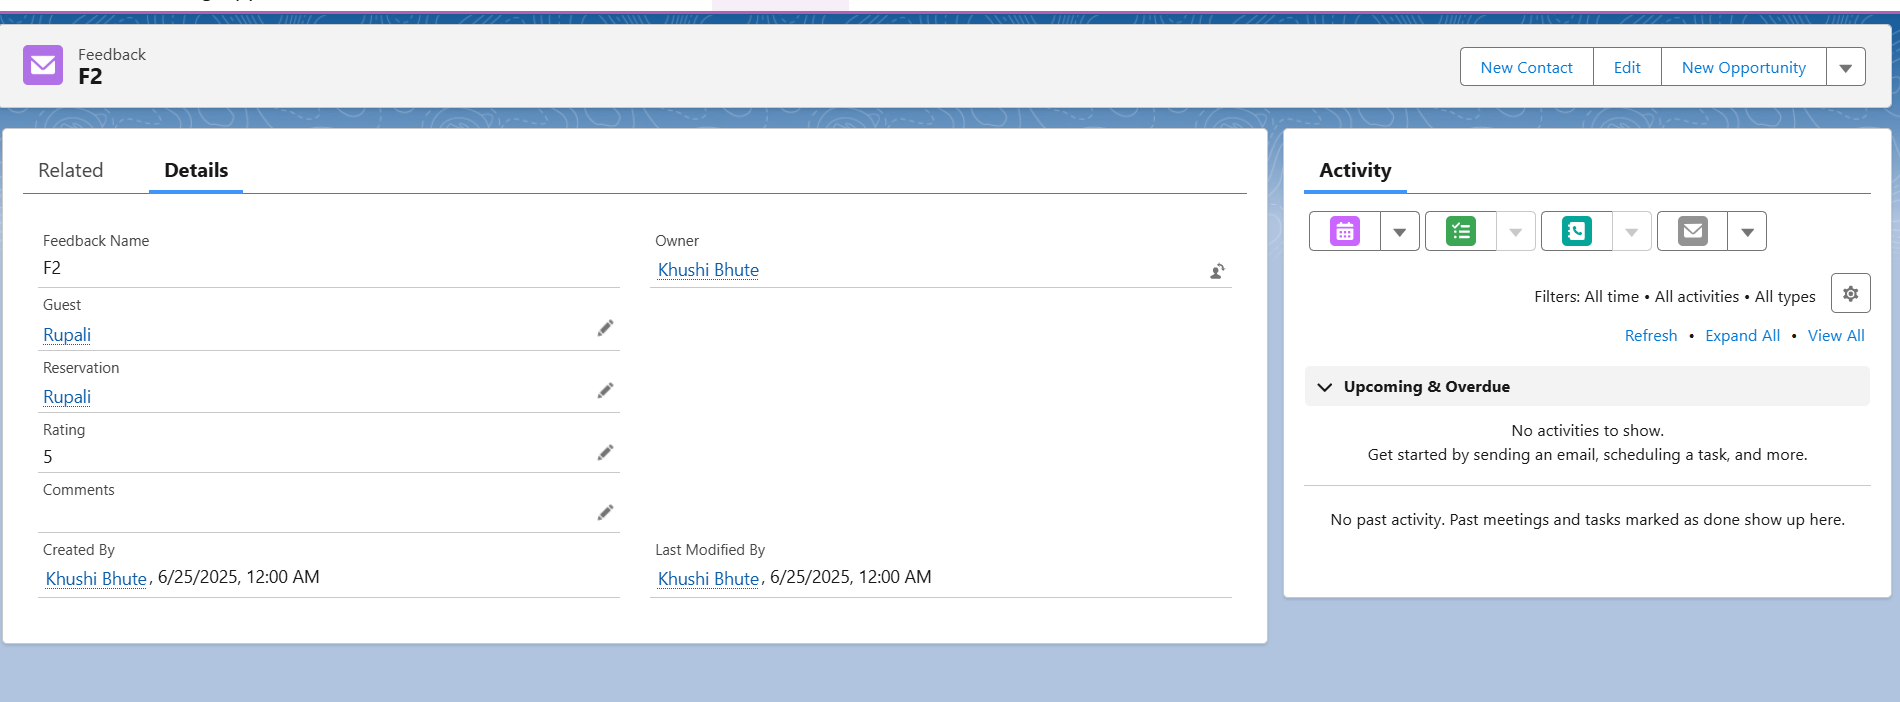 Feedback
F2
New Contact
Edit
New Opportunity
Related
Details
Feedback Name
F2
Owner
Khushi Bhute
Guest
Rupali
Reservation
Rupali
Rating
5
Comments
Created By
Khushi Bhute, 6/25/2025, 12:00 AM
Last Modified By
Khushi Bhute, 6/25/2025, 12:00 AM
Activity
Filters: All time • All activities • All types
Refresh • Expand All • View All
Upcoming & Overdue
No activities to show.
Get started by sending an email, scheduling a task, and more.
No past activity. Past meetings and tasks marked as done show up here.